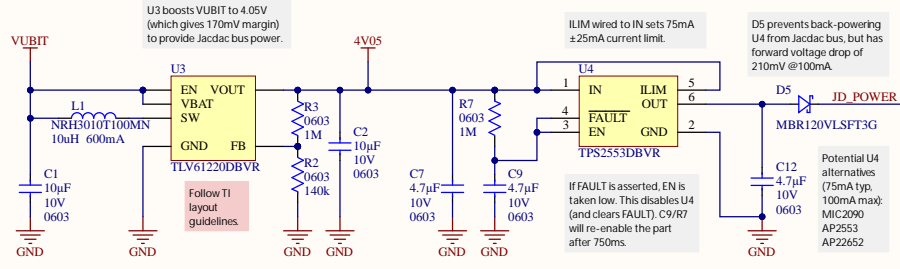 U3 boosts VUBIT to 4.05V
(which gives 170mV margin)
to provide Jacdac bus power.
ILIM wired to IN sets 75mA
±25mA current limit.
D5 prevents back-powering
U4 from Jacdac bus, but has
forward voltage drop of
210mV @100mA.
VUBIT
4V05
U3
EN VOUT
VBAT
SW
GND FB
TLV61220DBVR
L1
NRH3010T100MN
10uH 600mA
R3
0603
1M
R2
0603
140k
C2
10µF
10V
0603
R7
0603
1M
U4
1 IN ILIM 5
OUT 6
4 FAULT
3 EN GND 2
TPS2553DBVR
D5
JD_POWER
MBR120VLSFT3G
C1
10µF
10V
0603
Follow TI
layout
guidelines.
C7
4.7µF
10V
0603
C9
4.7µF
10V
0603
If FAULT is asserted, EN is
taken low. This disables U4
(and clears FAULT). C9/R7
will re-enable the part
after 750ms.
C12
4.7µF
10V
0603
Potential U4
alternatives
(75mA typ,
100mA max):
MIC2090
AP2553
AP22652
GND
GND
GND
GND
GND
GND
GND